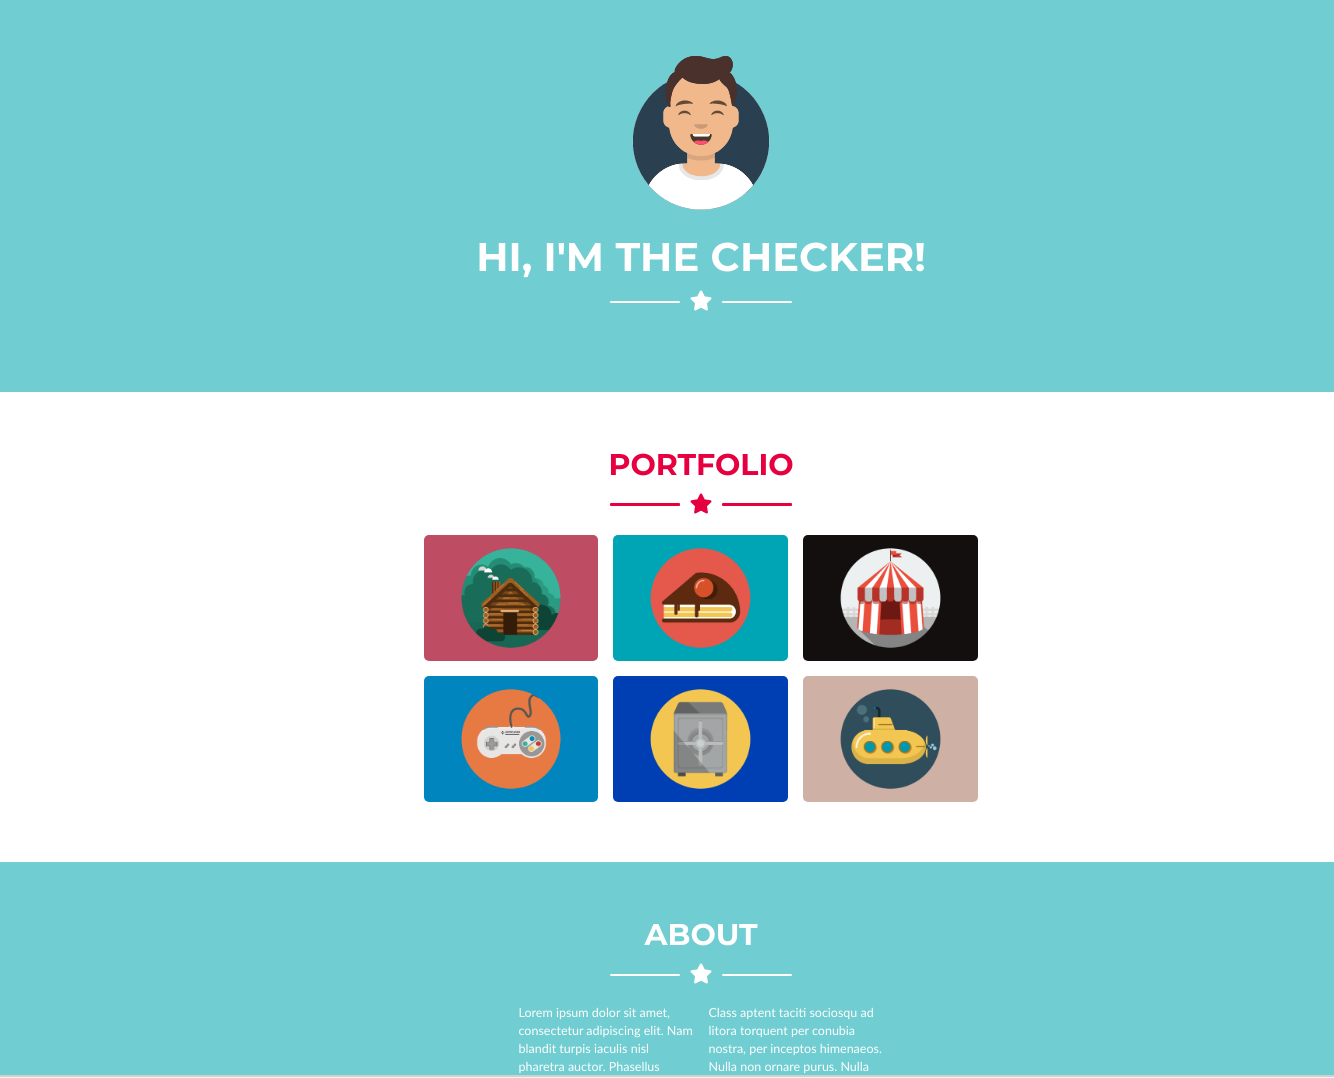 HI, I'M THE CHECKER!
PORTFOLIO
ABOUT
Lorem ipsum dolor sit amet,
consectetur adipiscing elit. Nam
blandit turpis iaculis nisl
pharetra auctor. Phasellus
Class aptent taciti sociosqu ad
litora torquent per conubia
nostra, per inceptos himenaeos.
Nulla non ornare purus. Nulla